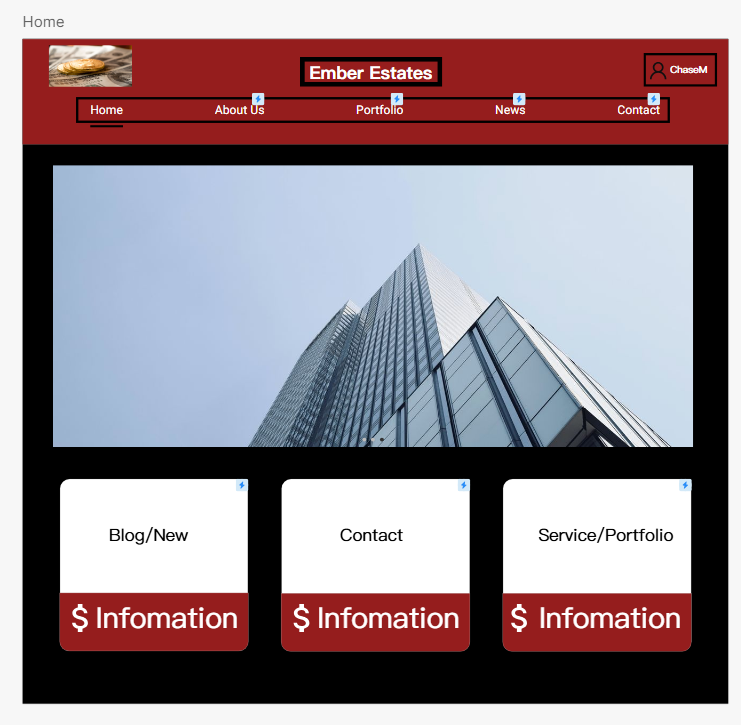 Home
Ember Estates
ChaseM
Home About Us Portfolio News Contact
Blog/New
Contact
Service/Portfolio
$ Infomation
$ Infomation
$ Infomation